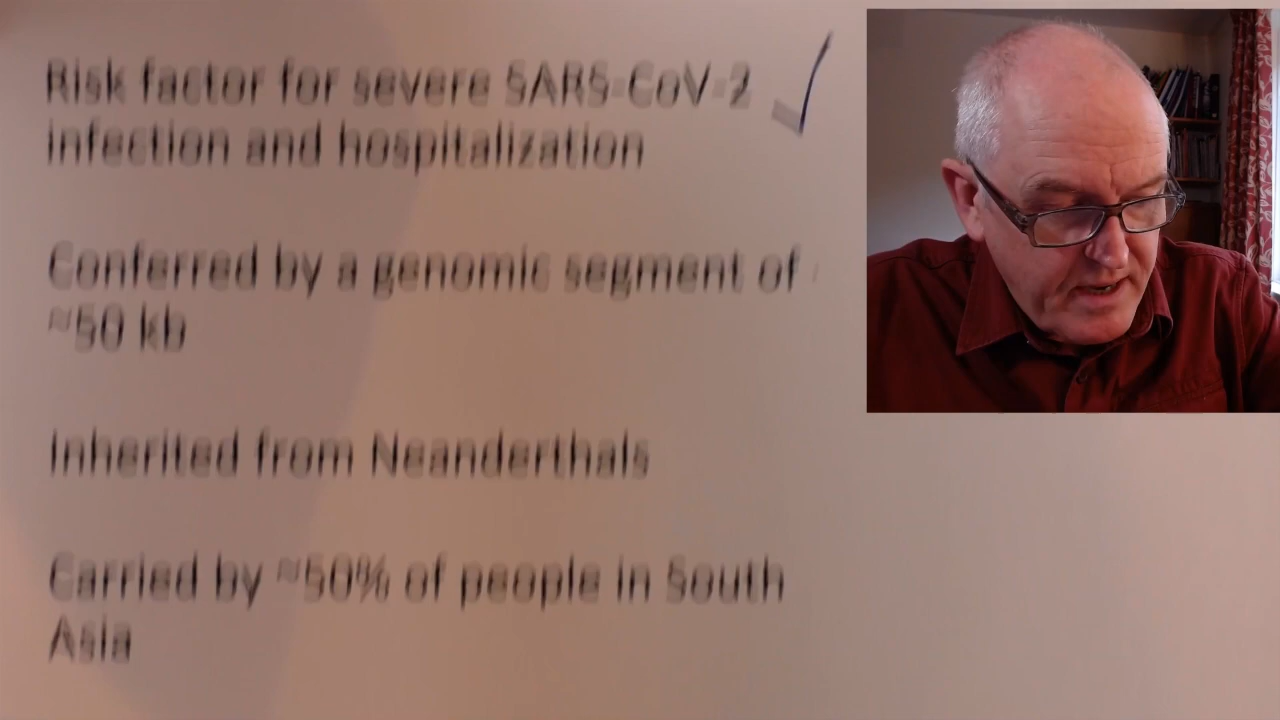 Risk factor for severe SARS-CoV-2
infection and hospitalization
Conferred by a genomic segment of
~50 kb
Inherited from Neanderthals
Carried by ~50% of people in South
Asia